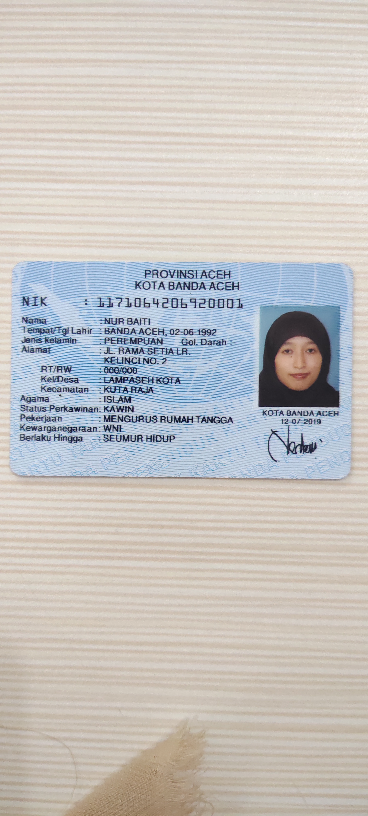 PROVINSI ACEH
KOTA BANDA ACEH
NIK : 1171064206920001
Nama : NUR BAITI
Tempat/Tgl Lahir : BANDA ACEH, 02-06-1992
Jenis kelamin : PEREMPUAN Gol. Darah :
Alamat : JL. RAMA SETIA LR.
KELINCI NO. 2
RT/RW : 000/000
Kel/Desa : LAMPASEH KOTA
Kecamatan : KUTA RAJA
Agama : ISLAM
Status Perkawinan: KAWIN
Pekerjaan : MENGURUS RUMAH TANGGA
Kewarganegaraan: WNI
Berlaku Hingga : SEUMUR HIDUP
KOTA BANDA ACEH
12-07-2019